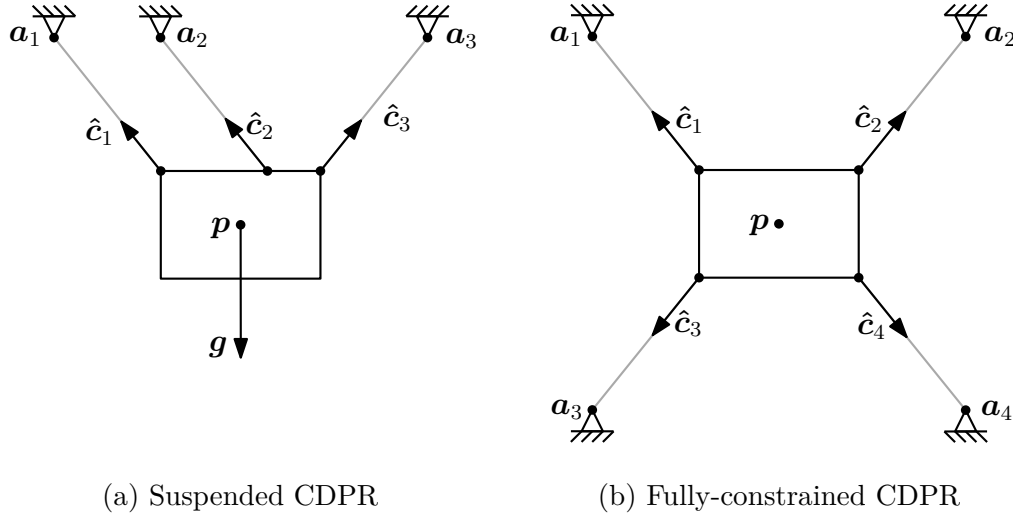 a₁ a₂ a₃
ĉ₁ ĉ₂ ĉ₃
p
g
(a) Suspended CDPR
a₁ a₂
ĉ₁ ĉ₂
p
ĉ₃ ĉ₄
a₃ a₄
(b) Fully-constrained CDPR